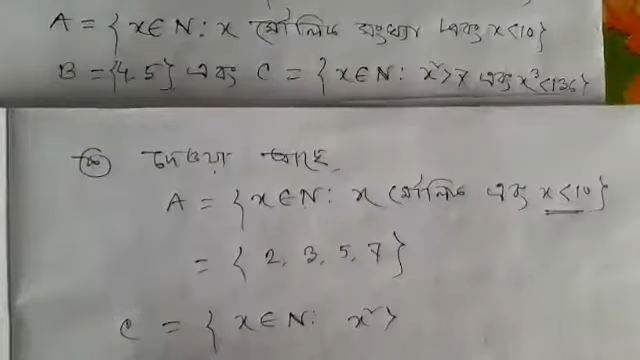 A = {x∈N : x মৌলিক সংখ্যা এবং x<10}
B = {4, 5} এবং C = {x∈N : x²>7 এবং x³<136}
দেওয়া আছে,
A = {x∈N : x মৌলিক এবং x<10}
= {2, 3, 5, 7}
C = {x∈N : x²>